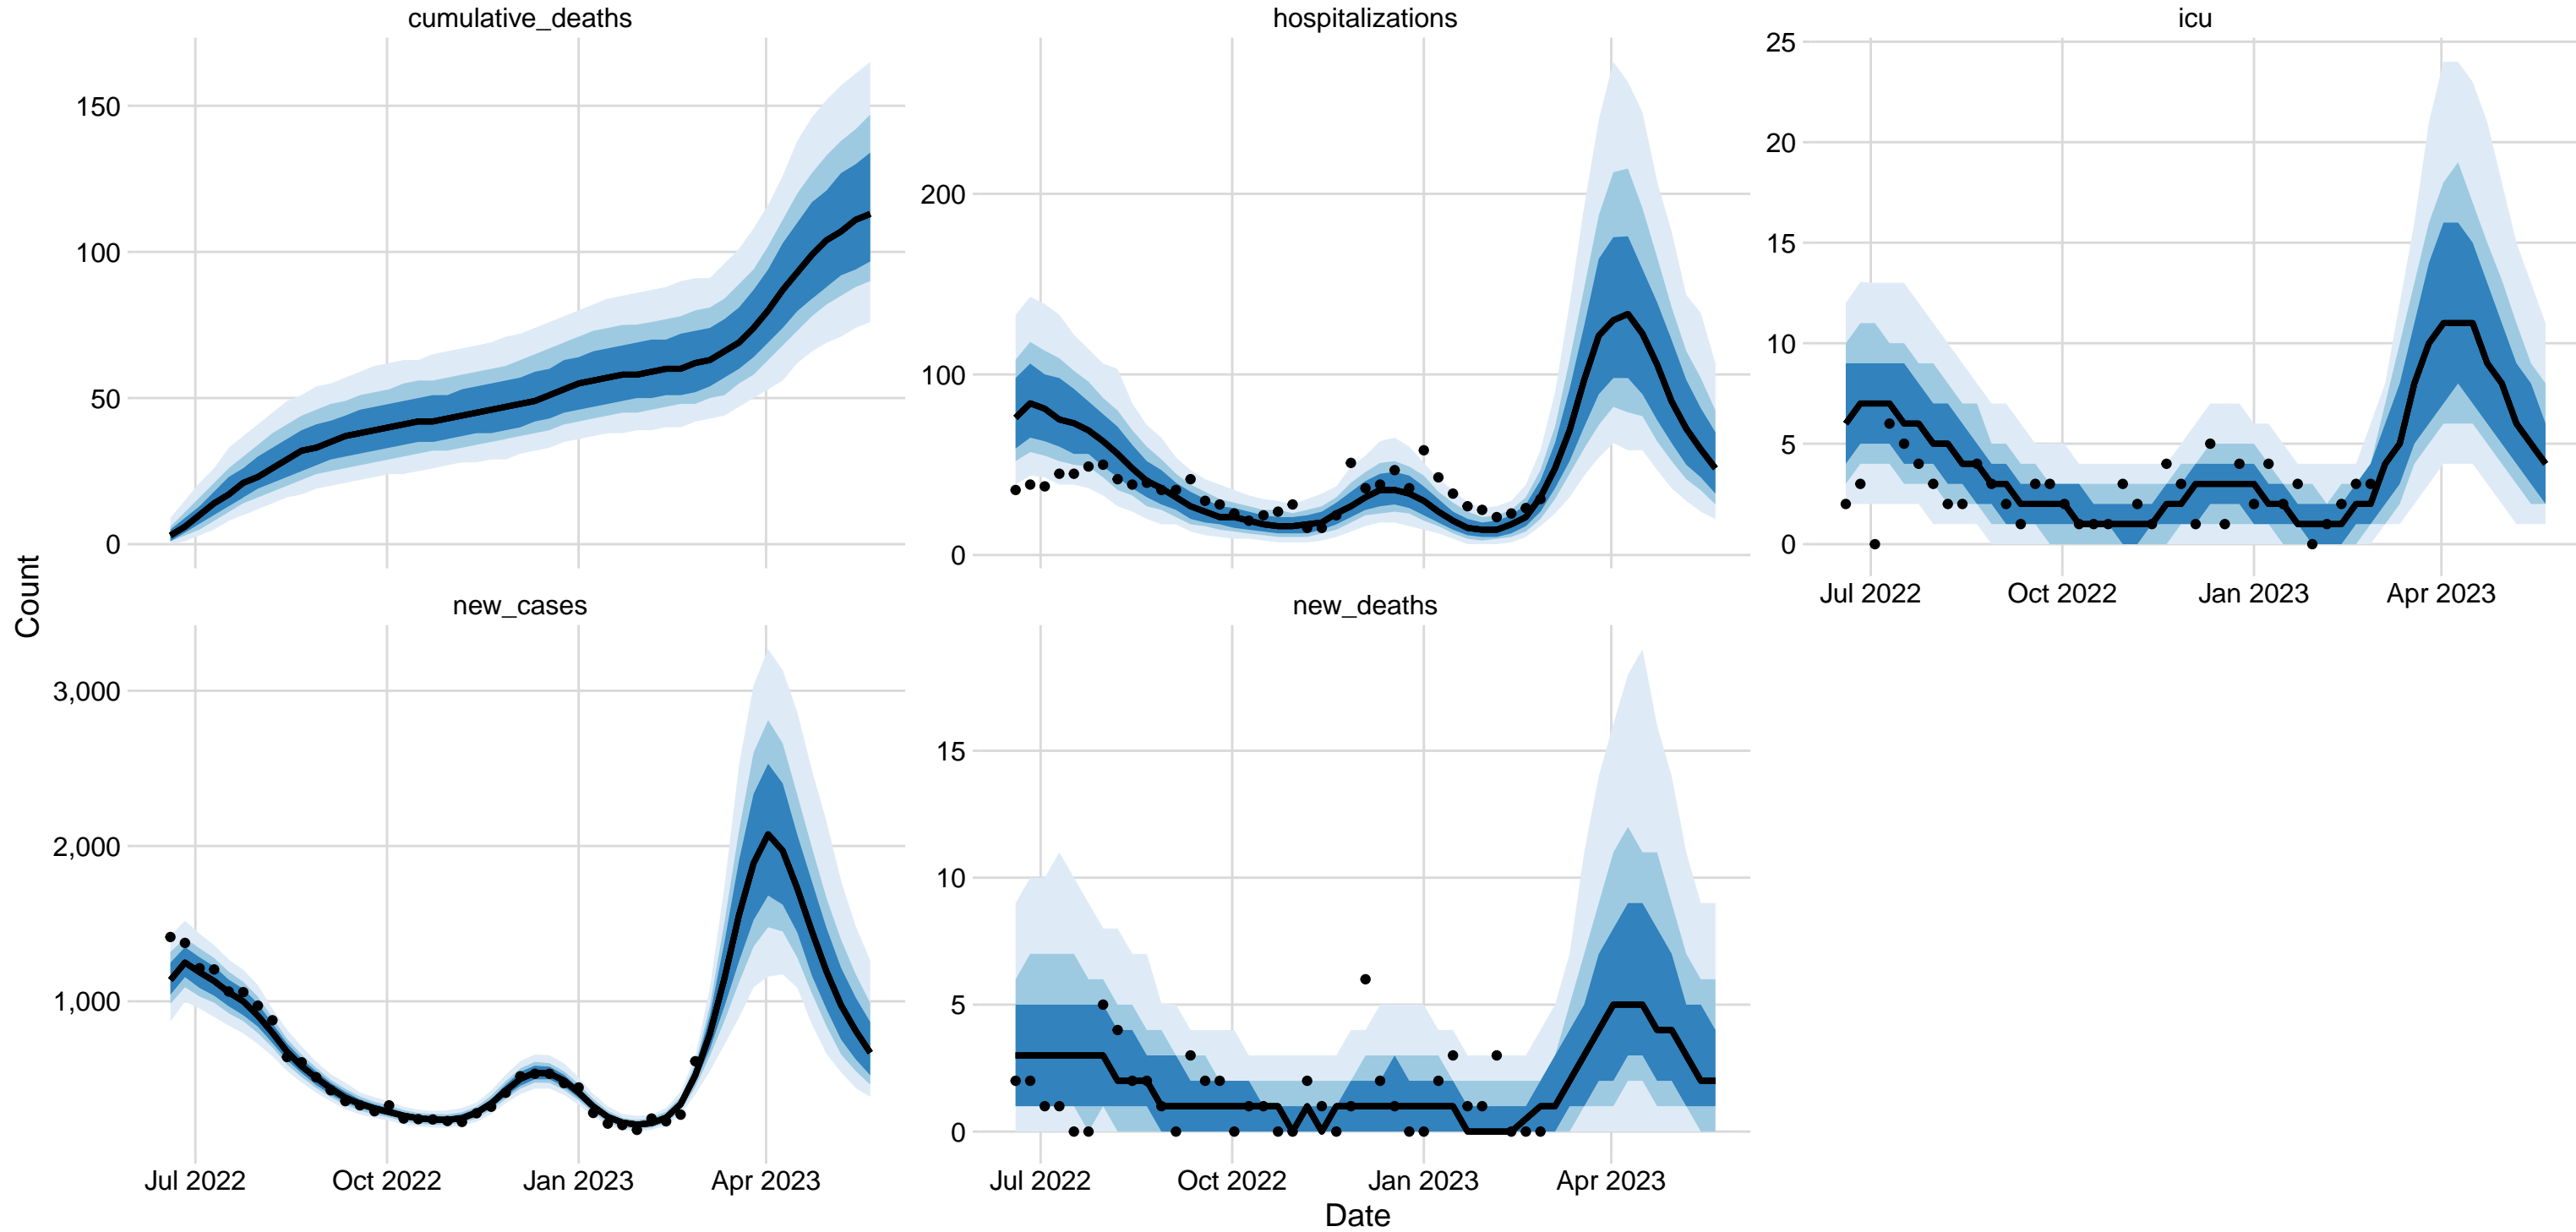 cumulative_deaths
hospitalizations
icu
150
100
50
0
200
100
0
25
20
15
10
5
0
Jul 2022 Oct 2022 Jan 2023 Apr 2023
Count
new_cases
new_deaths
3,000
2,000
1,000
15
10
5
0
Jul 2022 Oct 2022 Jan 2023 Apr 2023
Jul 2022 Oct 2022 Jan 2023 Apr 2023
Date